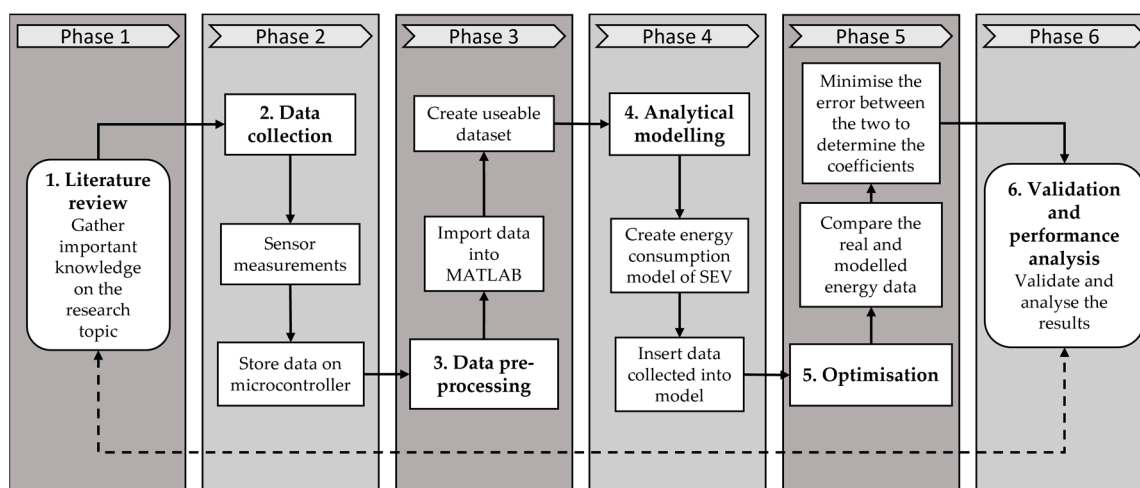 Phase 1
Phase 2
Phase 3
Phase 4
Phase 5
Phase 6
1. Literature
review
Gather
important
knowledge
on the
research
topic
2. Data
collection
Sensor
measurements
Store data on
microcontroller
3. Data pre-
processing
Import data
into
MATLAB
Create useable
dataset
4. Analytical
modelling
Create energy
consumption
model of SEV
Insert data
collected into
model
5. Optimisation
Compare the
real and
modelled
energy data
Minimise the
error between
the two to
determine the
coefficients
6. Validation
and
performance
analysis
Validate and
analyse the
results